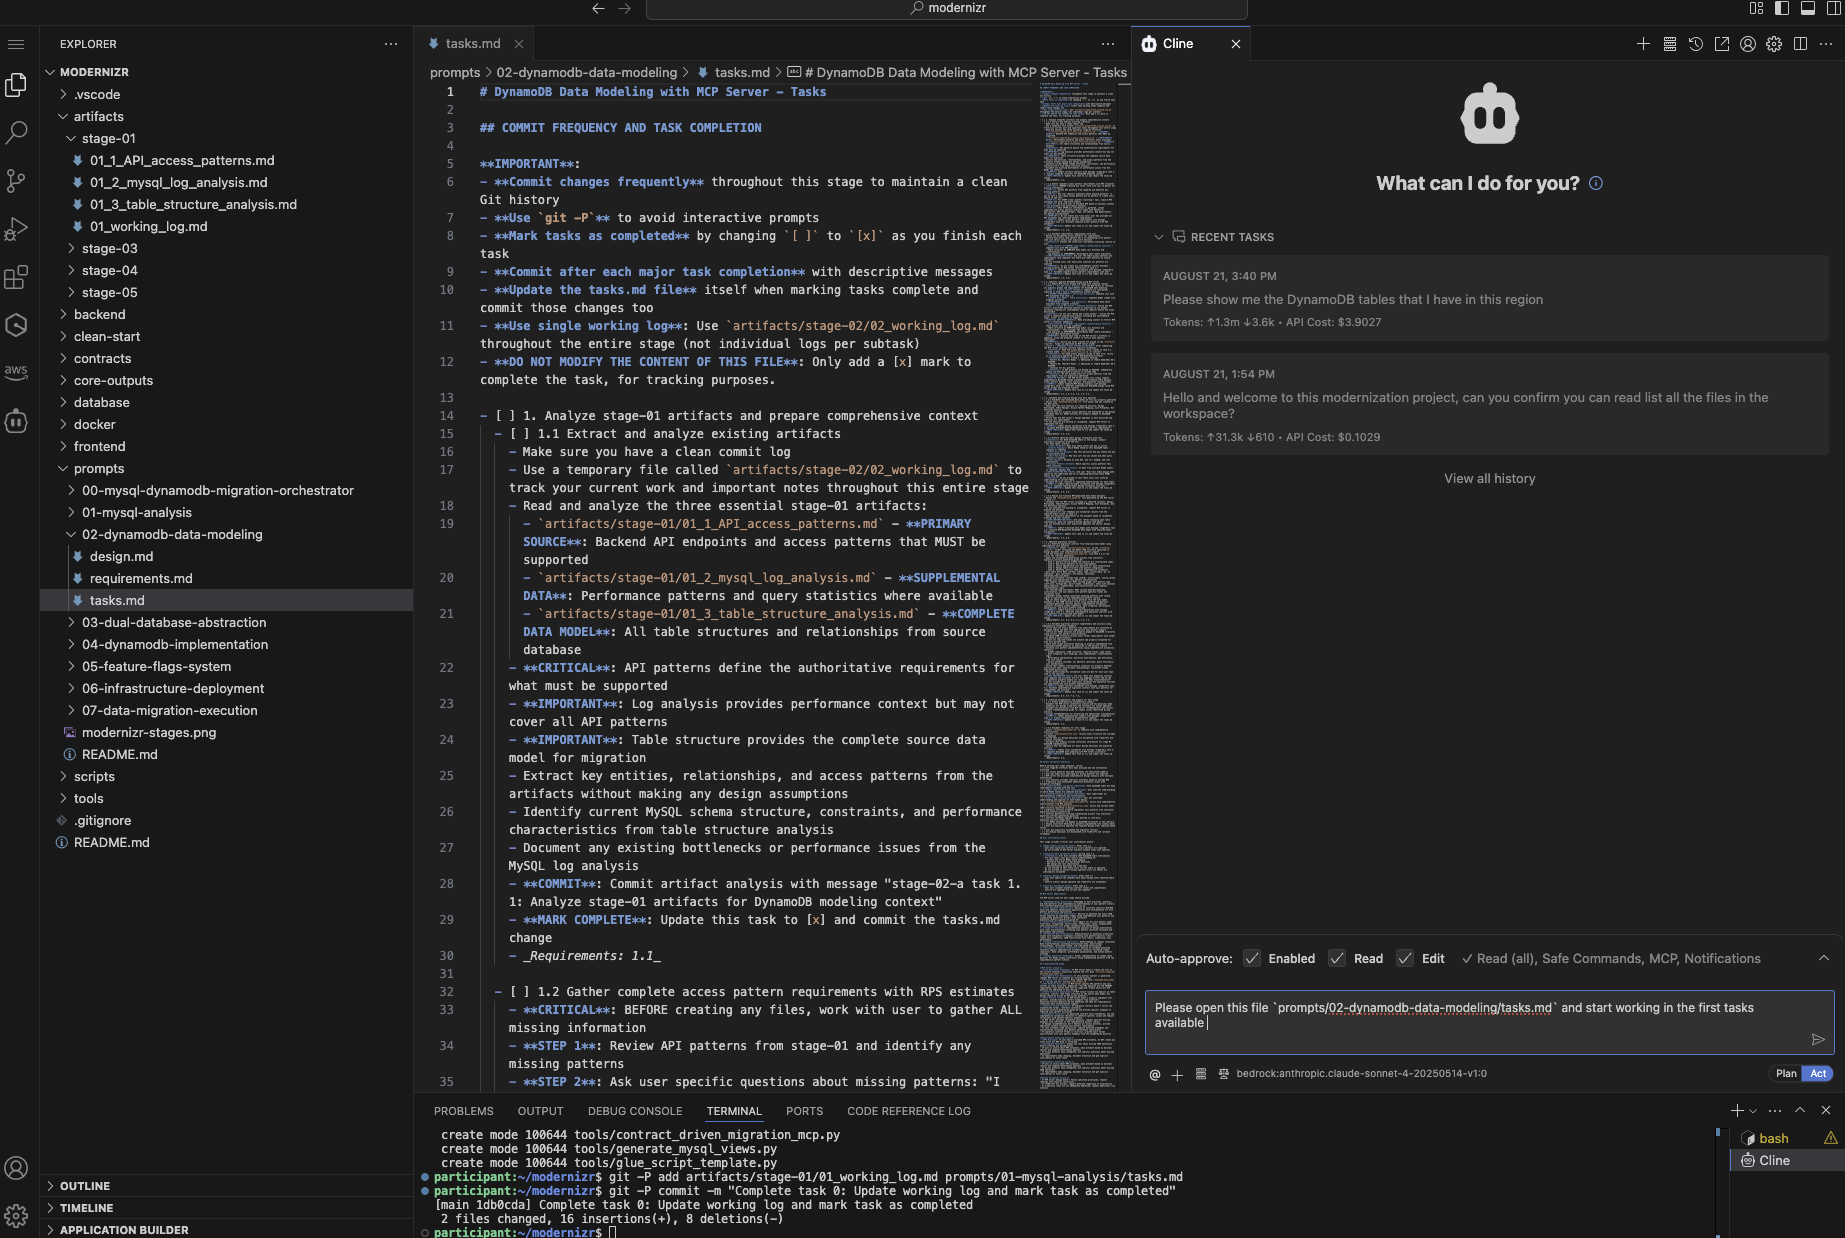 modernizr
EXPLORER
MODERNIZR
.vscode
artifacts
stage-01
01_1_API_access_patterns.md
01_2_mysql_log_analysis.md
01_3_table_structure_analysis.md
01_working_log.md
stage-03
stage-04
stage-05
backend
clean-start
contracts
core-outputs
database
docker
frontend
prompts
00-mysql-dynamodb-migration-orchestrator
01-mysql-analysis
02-dynamodb-data-modeling
design.md
requirements.md
tasks.md
03-dual-database-abstraction
04-dynamodb-implementation
05-feature-flags-system
06-infrastructure-deployment
07-data-migration-execution
modernizr-stages.png
README.md
scripts
tools
.gitignore
README.md
OUTLINE
TIMELINE
APPLICATION BUILDER
aws
tasks.md
prompts > 02-dynamodb-data-modeling > tasks.md > # DynamoDB Data Modeling with MCP Server - Tasks
1 # DynamoDB Data Modeling with MCP Server - Tasks
2
3 ## COMMIT FREQUENCY AND TASK COMPLETION
4
5 **IMPORTANT**:
6 - **Commit changes frequently** throughout this stage to maintain a clean
Git history
7 - **Use `git -P`** to avoid interactive prompts
8 - **Mark tasks as completed** by changing `[ ]` to `[x]` as you finish each
task
9 - **Commit after each major task completion** with descriptive messages
10 - **Update the tasks.md file** itself when marking tasks complete and
commit those changes too
11 - **Use single working log**: Use `artifacts/stage-02/02_working_log.md`
throughout the entire stage (not individual logs per subtask)
12 - **DO NOT MODIFY THE CONTENT OF THIS FILE**: Only add a [x] mark to
complete the task, for tracking purposes.
13
14 - [ ] 1. Analyze stage-01 artifacts and prepare comprehensive context
15 - [ ] 1.1 Extract and analyze existing artifacts
16 - Make sure you have a clean commit log
17 - Use a temporary file called `artifacts/stage-02/02_working_log.md` to
track your current work and important notes throughout this entire stage
18 - Read and analyze the three essential stage-01 artifacts:
19 - `artifacts/stage-01/01_1_API_access_patterns.md` - **PRIMARY
SOURCE**: Backend API endpoints and access patterns that MUST be
supported
20 - `artifacts/stage-01/01_2_mysql_log_analysis.md` - **SUPPLEMENTAL
DATA**: Performance patterns and query statistics where available
21 - `artifacts/stage-01/01_3_table_structure_analysis.md` - **COMPLETE
DATA MODEL**: All table structures and relationships from source
database
22 - **CRITICAL**: API patterns define the authoritative requirements for
what must be supported
23 - **IMPORTANT**: Log analysis provides performance context but may not
cover all API patterns
24 - **IMPORTANT**: Table structure provides the complete source data
model for migration
25 - Extract key entities, relationships, and access patterns from the
artifacts without making any design assumptions
26 - Identify current MySQL schema structure, constraints, and performance
characteristics from table structure analysis
27 - Document any existing bottlenecks or performance issues from the
MySQL log analysis
28 - **COMMIT**: Commit artifact analysis with message "stage-02-a task 1.
1: Analyze stage-01 artifacts for DynamoDB modeling context"
29 - **MARK COMPLETE**: Update this task to [x] and commit the tasks.md
change
30 - _Requirements: 1.1_
31
32 - [ ] 1.2 Gather complete access pattern requirements with RPS estimates
33 - **CRITICAL**: BEFORE creating any files, work with user to gather ALL
missing information
34 - **STEP 1**: Review API patterns from stage-01 and identify any
missing patterns
35 - **STEP 2**: Ask user specific questions about missing patterns: "I
PROBLEMS OUTPUT DEBUG CONSOLE TERMINAL PORTS CODE REFERENCE LOG
create mode 100644 tools/contract_driven_migration_mcp.py
create mode 100644 tools/generate_mysql_views.py
create mode 100644 tools/glue_script_template.py
participant:~/modernizr$ git -P add artifacts/stage-01/01_working_log.md prompts/01-mysql-analysis/tasks.md
participant:~/modernizr$ git -P commit -m "Complete task 0: Update working log and mark task as completed"
[main 1db0cda] Complete task 0: Update working log and mark task as completed
2 files changed, 16 insertions(+), 8 deletions(-)
participant:~/modernizr$
bash
Cline
Cline
What can I do for you?
RECENT TASKS
AUGUST 21, 3:40 PM
Please show me the DynamoDB tables that I have in this region
Tokens: ↑1.3m ↓3.6k • API Cost: $3.9027
AUGUST 21, 1:54 PM
Hello and welcome to this modernization project, can you confirm you can read list all the files in the
workspace?
Tokens: ↑31.3k ↓610 • API Cost: $0.1029
View all history
Auto-approve: Enabled Read Edit ✓ Read (all), Safe Commands, MCP, Notifications
Please open this file `prompts/02-dynamodb-data-modeling/tasks.md` and start working in the first tasks
available
@ bedrock:anthropic.claude-sonnet-4-20250514-v1:0
Plan Act